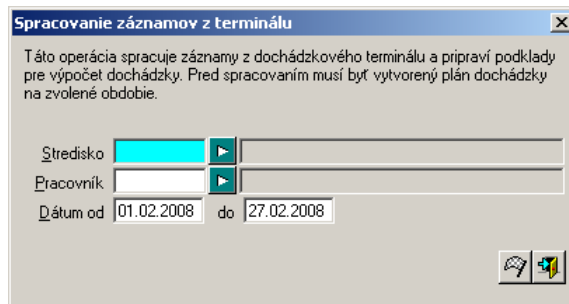 Spracovanie záznamov z terminálu
Táto operácia spracuje záznamy z dochádzkového terminálu a pripraví podklady
pre výpočet dochádzky. Pred spracovaním musí byť vytvorený plán dochádzky
na zvolené obdobie.
Stredisko
Pracovník
Dátum od 01.02.2008 do 27.02.2008